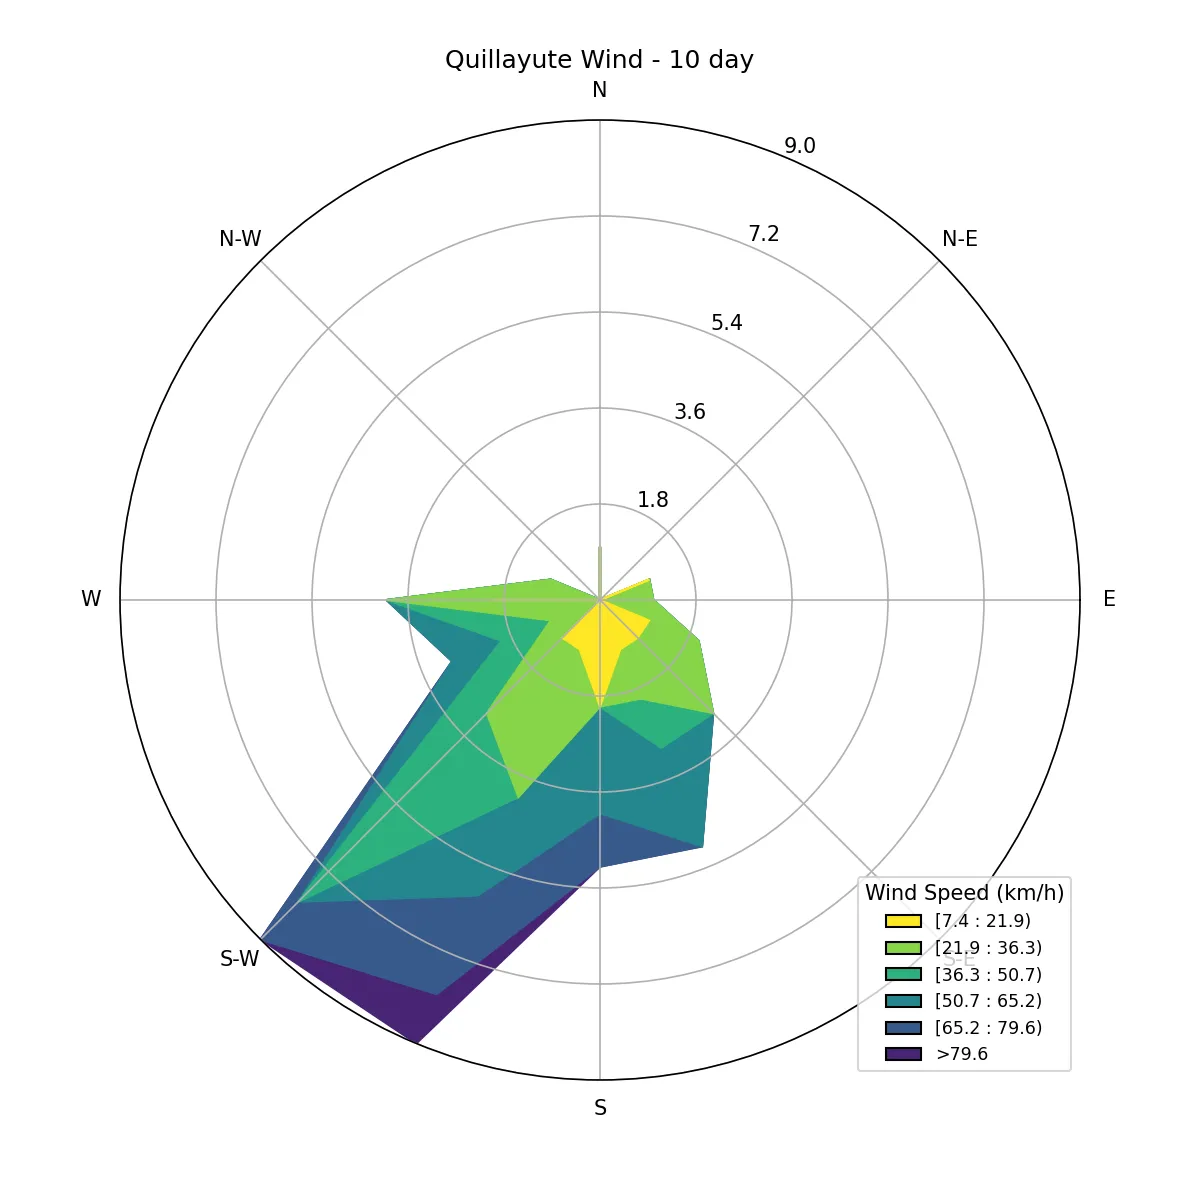 Quillayute Wind - 10 day
N
9.0
N-W
N-E
7.2
5.4
3.6
1.8
W
E
Wind Speed (km/h)
[7.4 : 21.9)
[21.9 : 36.3)
S-W
S-E
[36.3 : 50.7)
[50.7 : 65.2)
[65.2 : 79.6)
>79.6
S